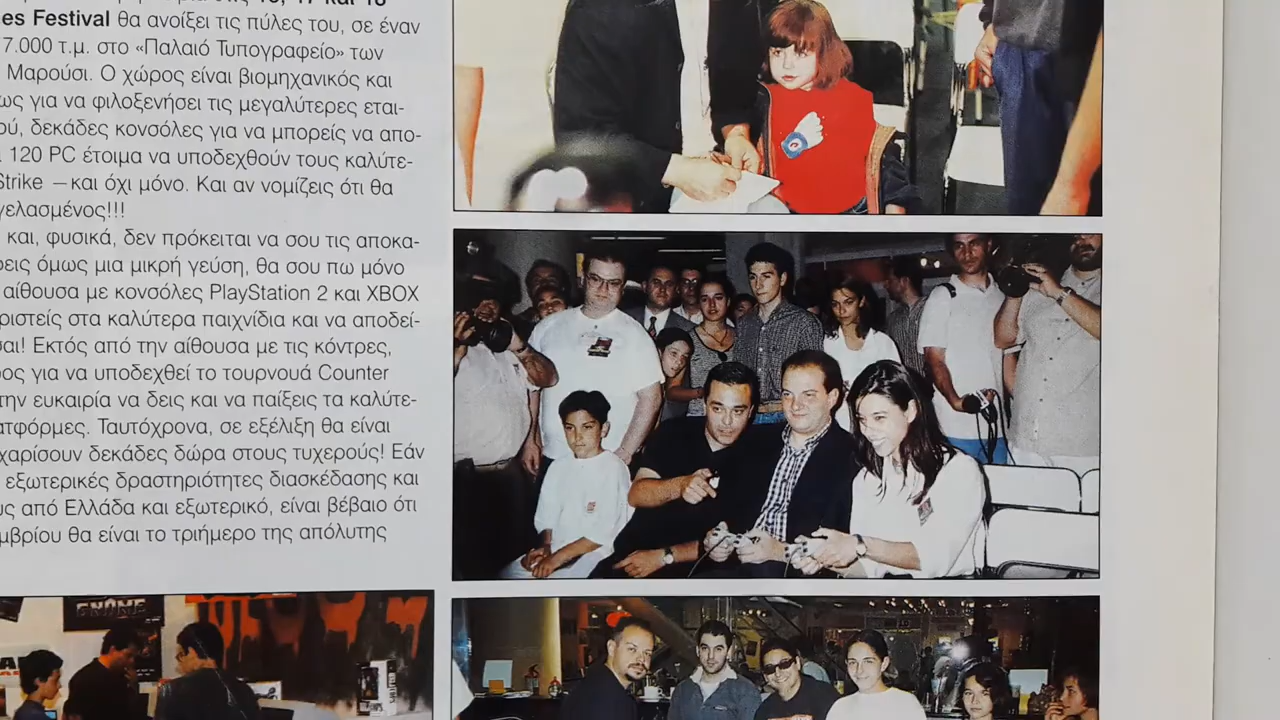 es Festival θα ανοίξει τις πύλες του, σε έναν
7.000 τ.μ. στο «Παλαιό Τυπογραφείο» των
Μαρούσι. Ο χώρος είναι βιομηχανικός και
ως για να φιλοξενήσει τις μεγαλύτερες εται-
ού, δεκάδες κονσόλες για να μπορείς να απο-
120 PC έτοιμα να υποδεχθούν τους καλύτε-
Strike – και όχι μόνο. Και αν νομίζεις ότι θα
γελασμένος!!!
και, φυσικά, δεν πρόκειται να σου τις αποκα-
εις όμως μια μικρή γεύση, θα σου πω μόνο
αίθουσα με κονσόλες PlayStation 2 και XBOX
ριστείς στα καλύτερα παιχνίδια και να αποδεί-
σαι! Εκτός από την αίθουσα με τις κόντρες,
ος για να υποδεχθεί το τουρνουά Counter
την ευκαιρία να δεις και να παίξεις τα καλύτε-
ατφόρμες. Ταυτόχρονα, σε εξέλιξη θα είναι
χαρίσουν δεκάδες δώρα στους τυχερούς! Εάν
εξωτερικές δραστηριότητες διασκέδασης και
υς από Ελλάδα και εξωτερικό, είναι βέβαιο ότι
μβρίου θα είναι το τριήμερο της απόλυτης